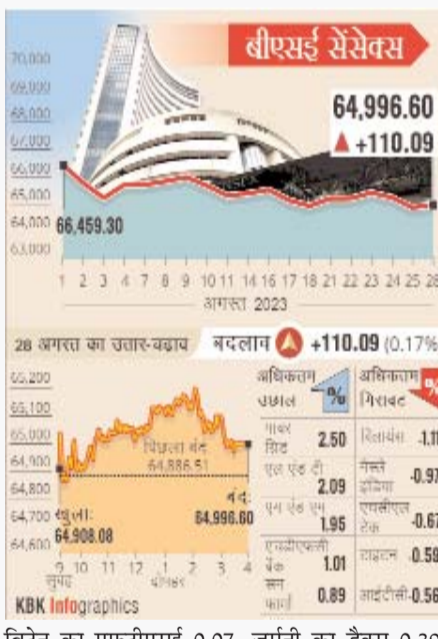 बीएसई सेंसेक्स
64,996.60
▲ +110.09
70,000
69,000
68,000
67,000
66,000
65,000
64,000
63,000
66,459.30
1 2 3 4 7 8 9 10 11 14 16 17 18 21 22 23 24 25 28
अगस्त 2023
28 अगस्त का उतार-चढ़ाव
बदलाव +110.09 (0.17%
65,200
65,100
65,000
64,900
64,800
64,700
64,600
पिछला बंद
64,886.51
खुला:
64,908.08
बंद:
64,996.60
9 10 11 12 1 2 3 4
सुबह दोपहर
अधिकतम उछाल %
पावर ग्रिड 2.50
एल एंड टी 2.09
एम एंड एम 1.95
एचडीएफसी बैंक 1.01
सन फार्मा 0.89
अधिकतम गिरावट %
रिलायंस -1.11
नेस्ले इंडिया -0.97
एचसीएल टेक -0.67
टाइटन -0.59
आईटीसी -0.56
KBK Infographics